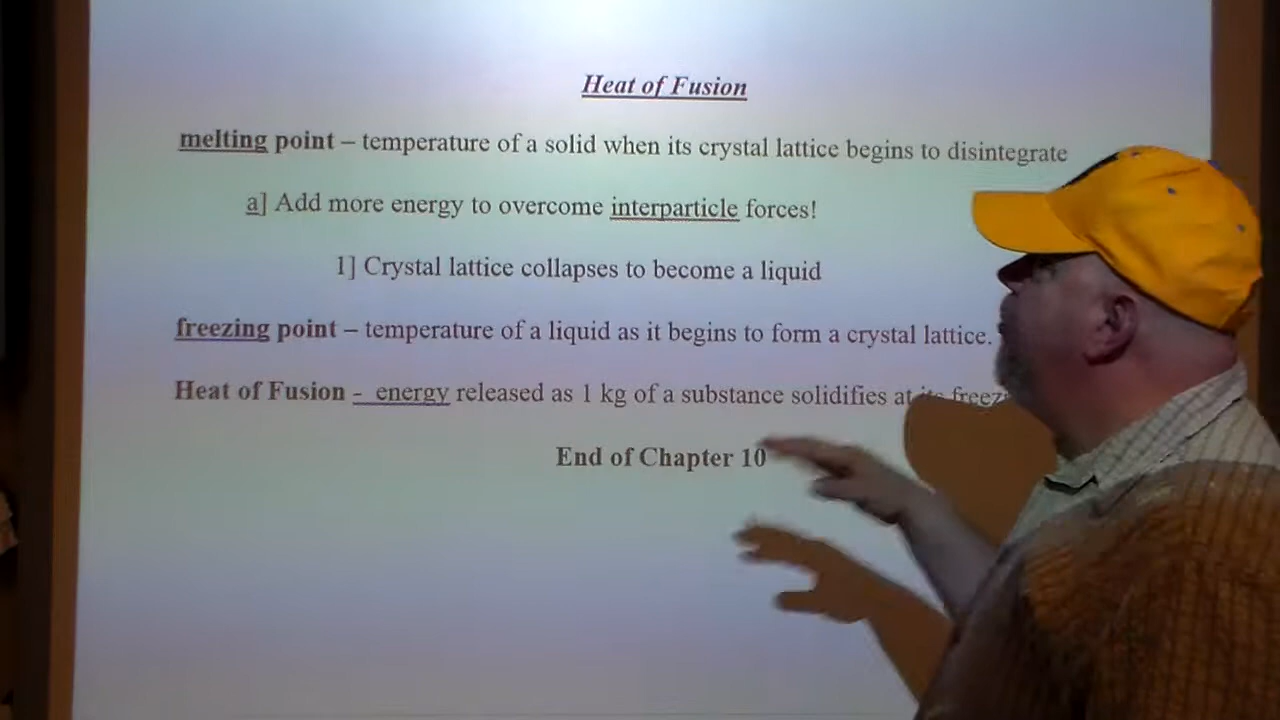 Heat of Fusion
melting point – temperature of a solid when its crystal lattice begins to disintegrate
a] Add more energy to overcome interparticle forces!
1] Crystal lattice collapses to become a liquid
freezing point – temperature of a liquid as it begins to form a crystal lattice.
Heat of Fusion - energy released as 1 kg of a substance solidifies at its
End of Chapter 10